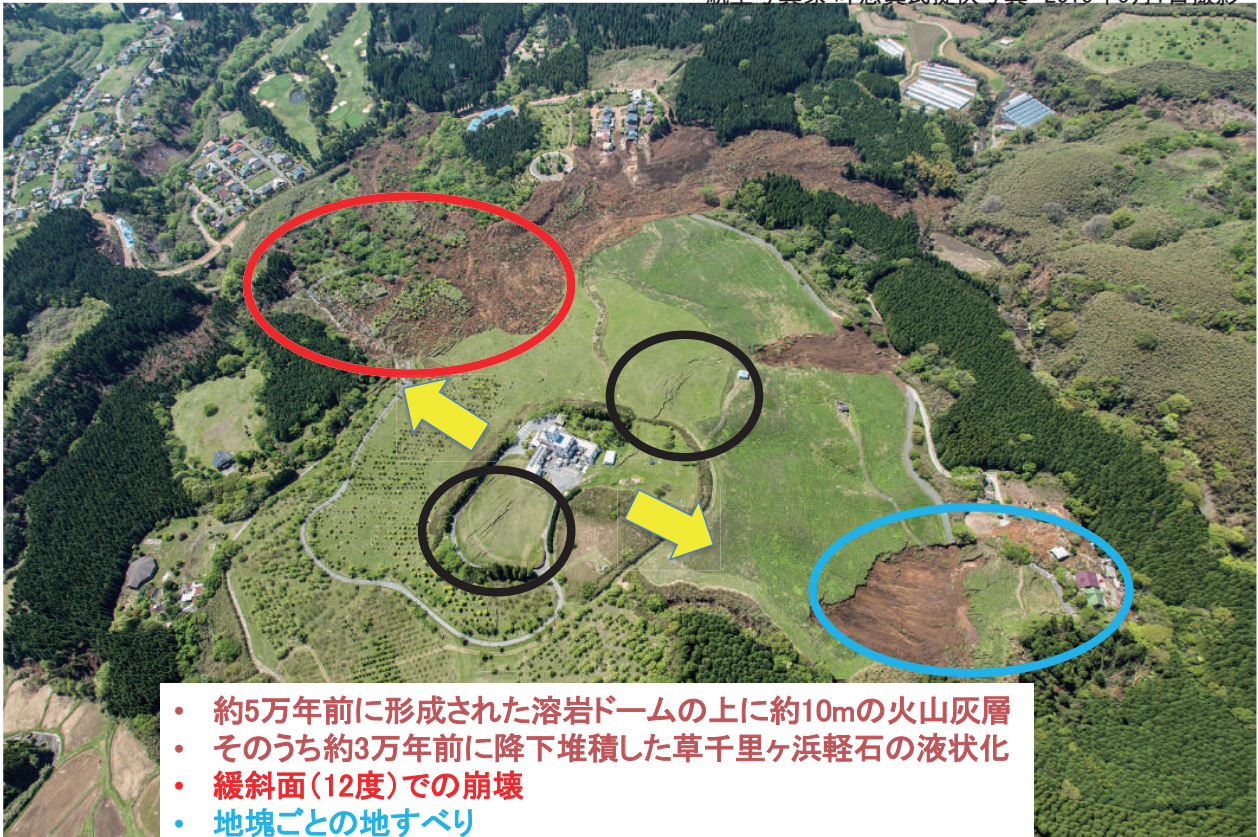 • 約5万年前に形成された溶岩ドームの上に約10mの火山灰層
• そのうち約3万年前に降下堆積した草千里ヶ浜軽石の液状化
• 緩斜面(12度)での崩壊
• 地塊ごとの地すべり